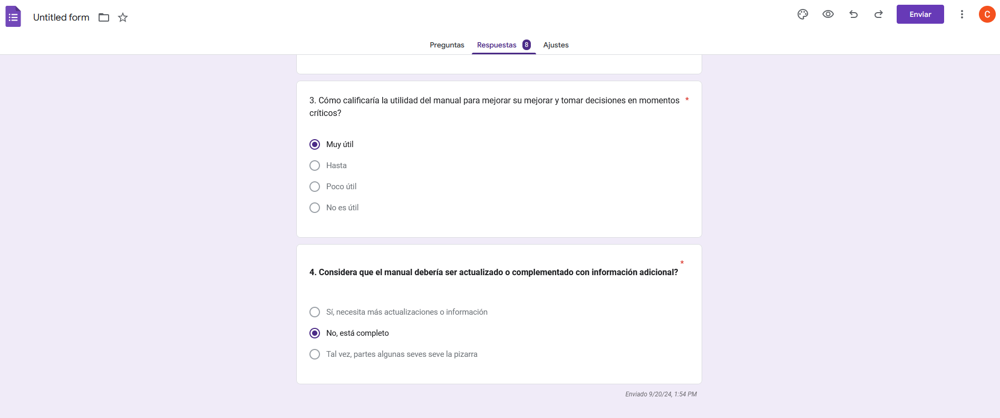 Untitled form
Enviar
C
Preguntas
Respuestas 8
Ajustes
3. Cómo calificaría la utilidad del manual para mejorar su mejorar y tomar decisiones en momentos *
críticos?
Muy útil
Hasta
Poco útil
No es útil
*
4. Considera que el manual debería ser actualizado o complementado con información adicional?
Sí, necesita más actualizaciones o información
No, está completo
Tal vez, partes algunas seves seve la pizarra
Enviado 9/20/24, 1:54 PM